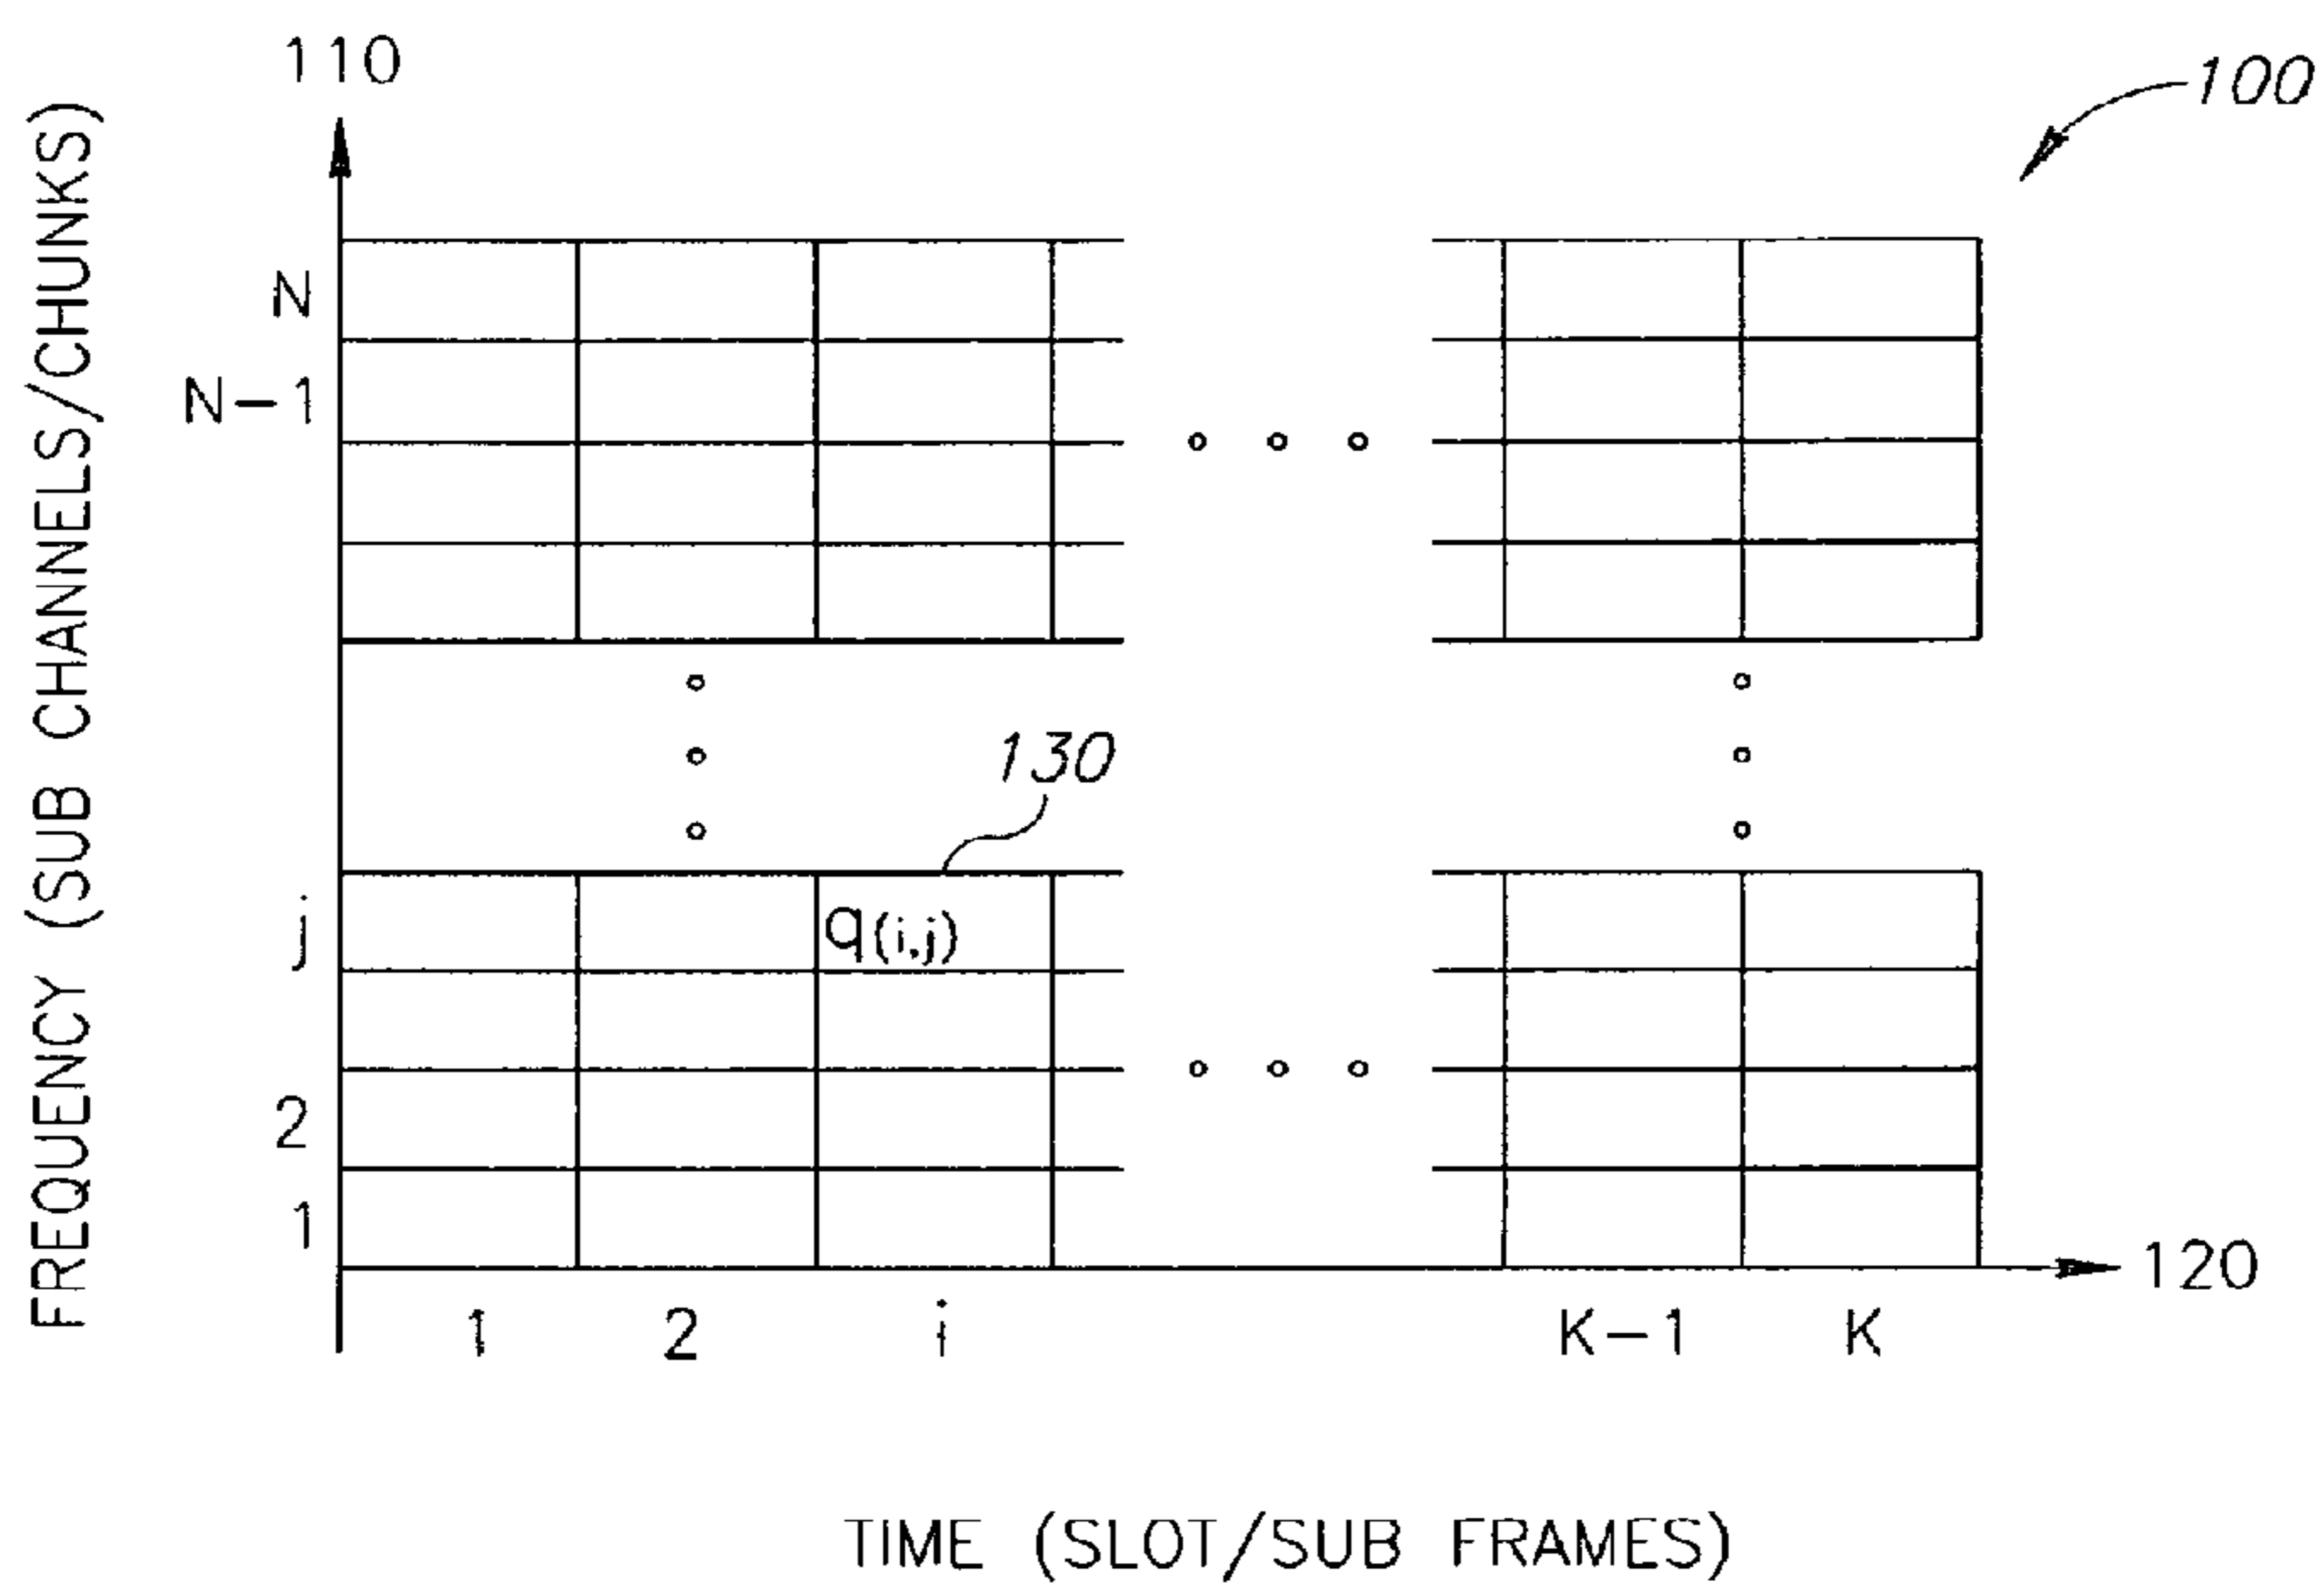 110
100
FREQUENCY (SUB CHANNELS/CHUNKS)
N
N-1
130
j
q(i,j)
2
1
120
1 2 i K-1 K
TIME (SLOT/SUB FRAMES)